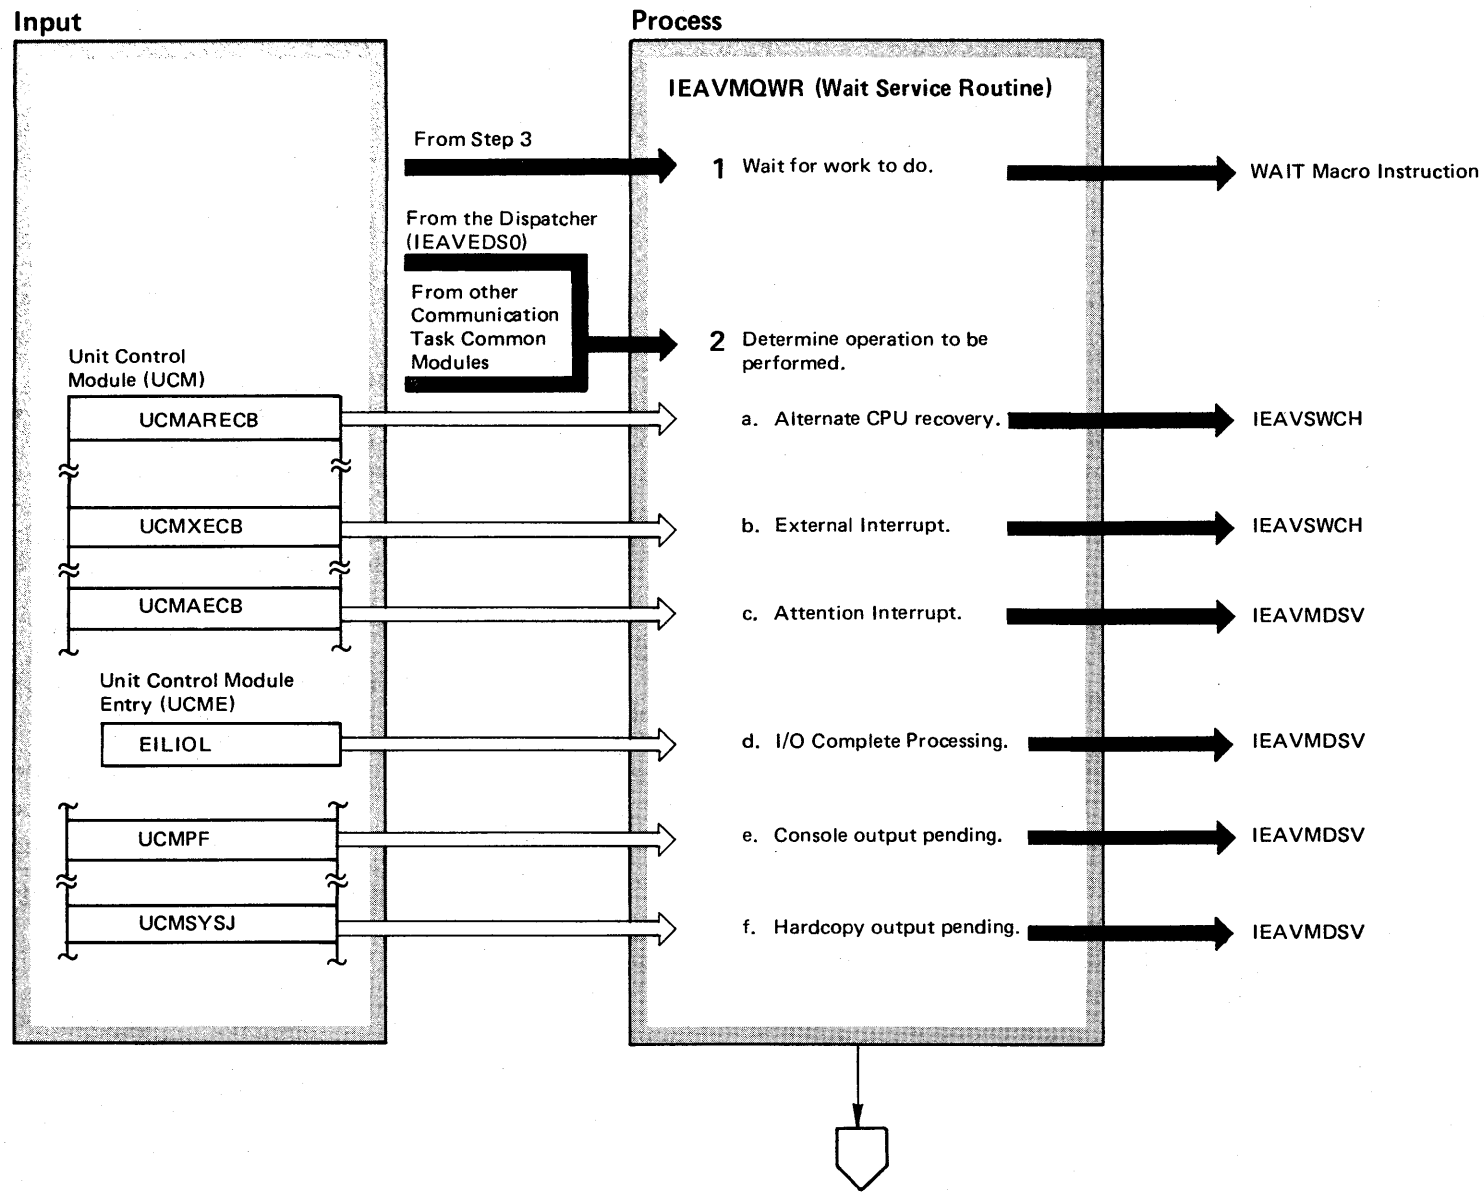 Input
Process
IEAVMQWR (Wait Service Routine)
From Step 3
1 Wait for work to do.
WAIT Macro Instruction
From the Dispatcher
(IEAVEDS0)
From other
Communication
Task Common
Modules
2 Determine operation to be
performed.
Unit Control
Module (UCM)
UCMARECB
a. Alternate CPU recovery.
IEAVSWCH
UCMXECB
b. External Interrupt.
IEAVSWCH
UCMAECB
c. Attention Interrupt.
IEAVMDSV
Unit Control Module
Entry (UCME)
EILIOL
d. I/O Complete Processing.
IEAVMDSV
UCMPF
e. Console output pending.
IEAVMDSV
UCMSYSJ
f. Hardcopy output pending.
IEAVMDSV